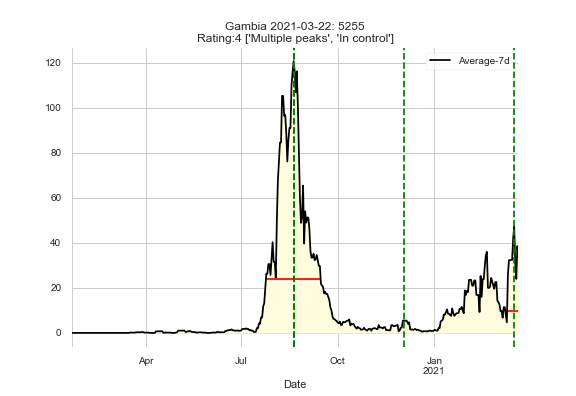 Gambia 2021-03-22: 5255
Rating:4 ['Multiple peaks', 'In control']
Average-7d
120
100
80
60
40
20
0
Apr
Jul
Oct
Jan
2021
Date